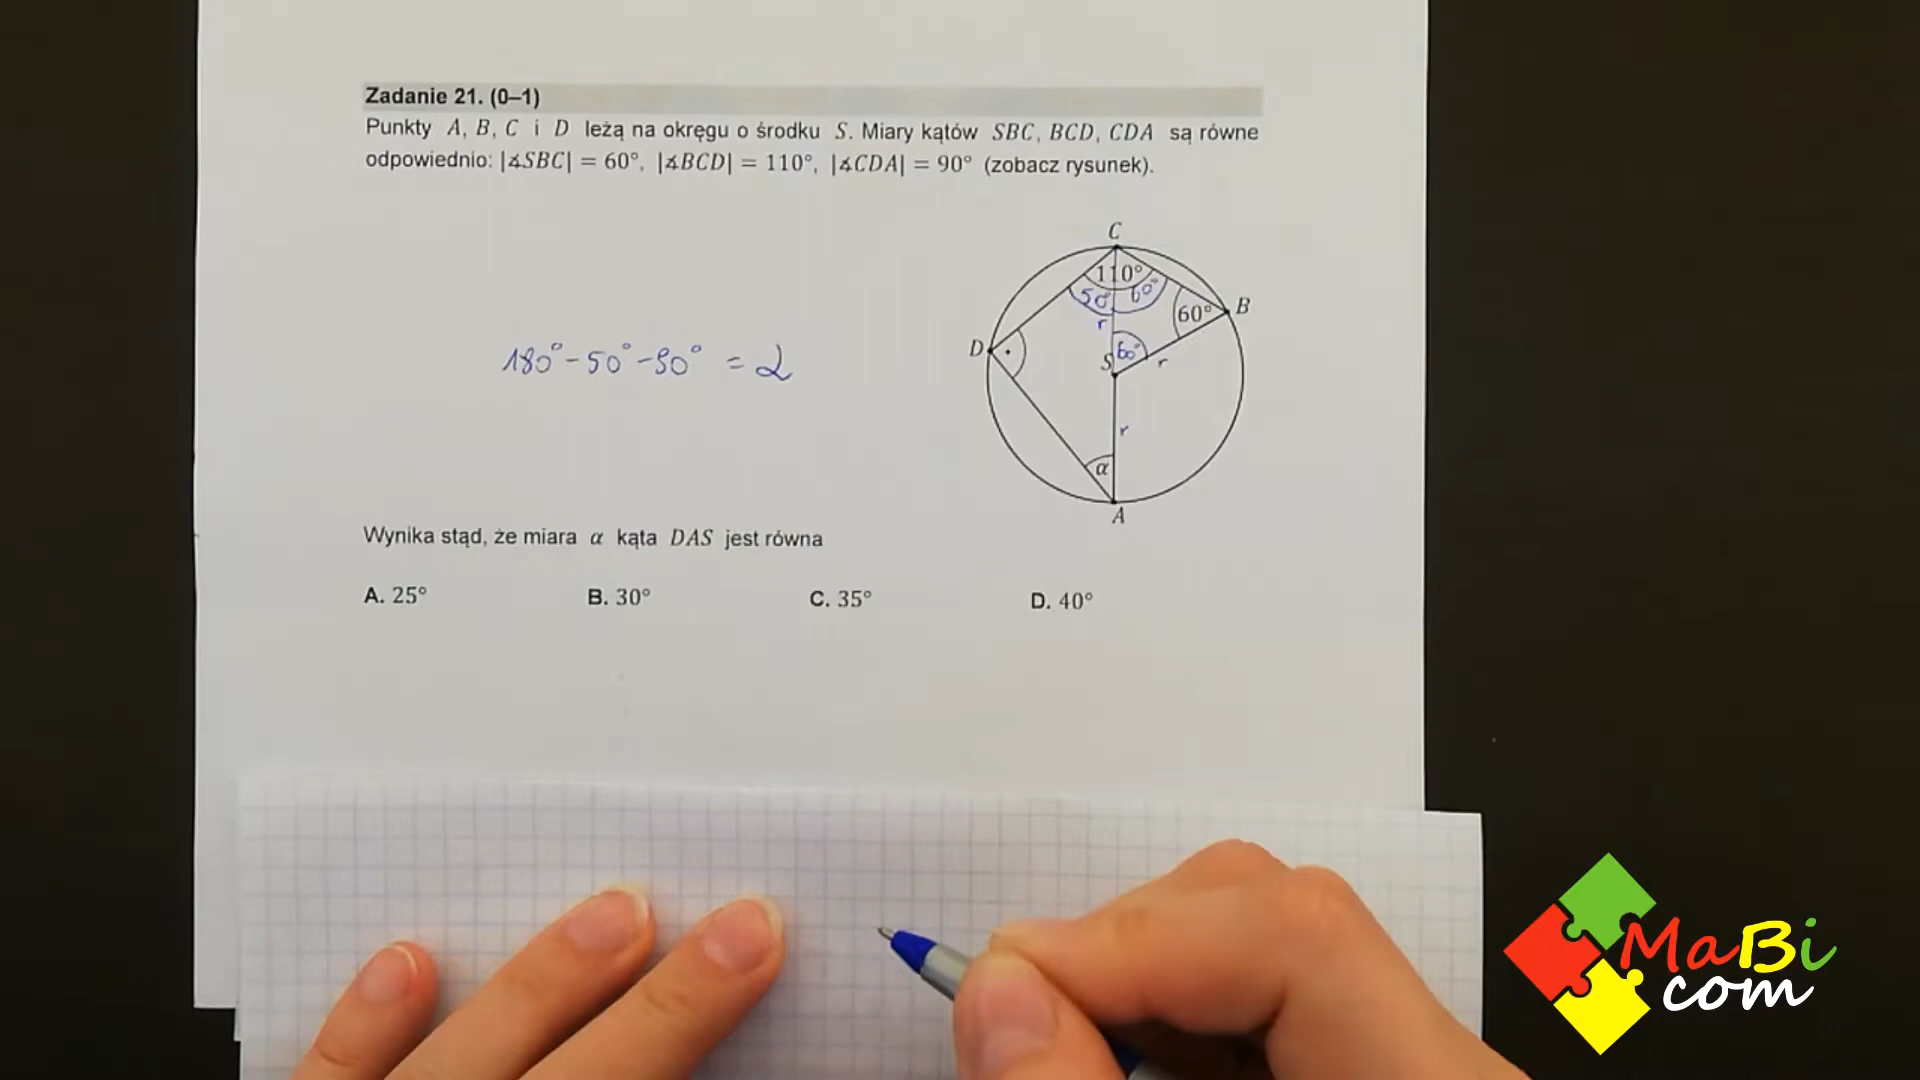 Zadanie 21. (0–1)
Punkty A, B, C i D leżą na okręgu o środku S. Miary kątów SBC, BCD, CDA są równe
odpowiednio: |∡SBC| = 60°, |∡BCD| = 110°, |∡CDA| = 90° (zobacz rysunek).
C
110°
50° 60°
B
60°
r
D
60°
S
r
180° - 50° - 90° = α
r
α
A
Wynika stąd, że miara α kąta DAS jest równa
A. 25° B. 30° C. 35° D. 40°
MaBi
com